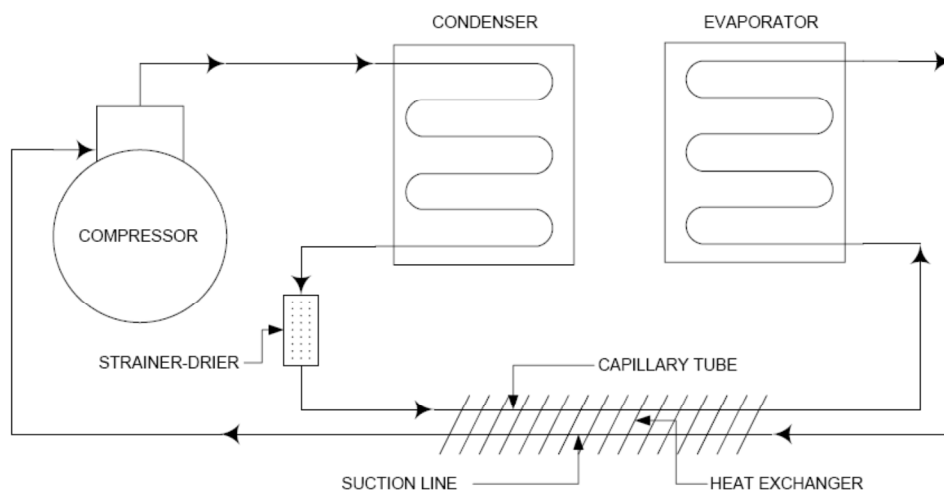 CONDENSER
EVAPORATOR
COMPRESSOR
STRAINER-DRIER
CAPILLARY TUBE
SUCTION LINE
HEAT EXCHANGER